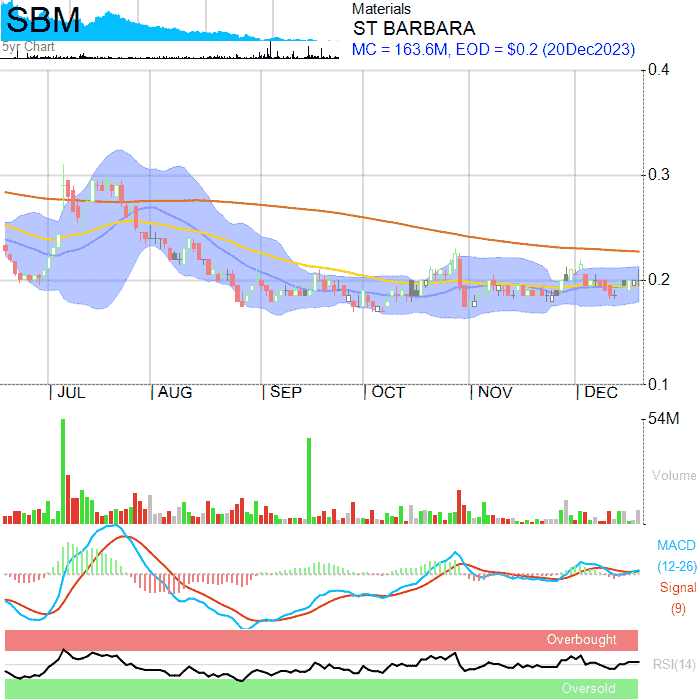 SBM
5yr Chart
Materials
ST BARBARA
MC = 163.6M, EOD = $0.2 (20Dec2023)
0.4
0.3
0.2
0.1
JUL
AUG
SEP
OCT
NOV
DEC
54M
Volume
MACD
(12-26)
Signal
(9)
Overbought
RSI(14)
Oversold